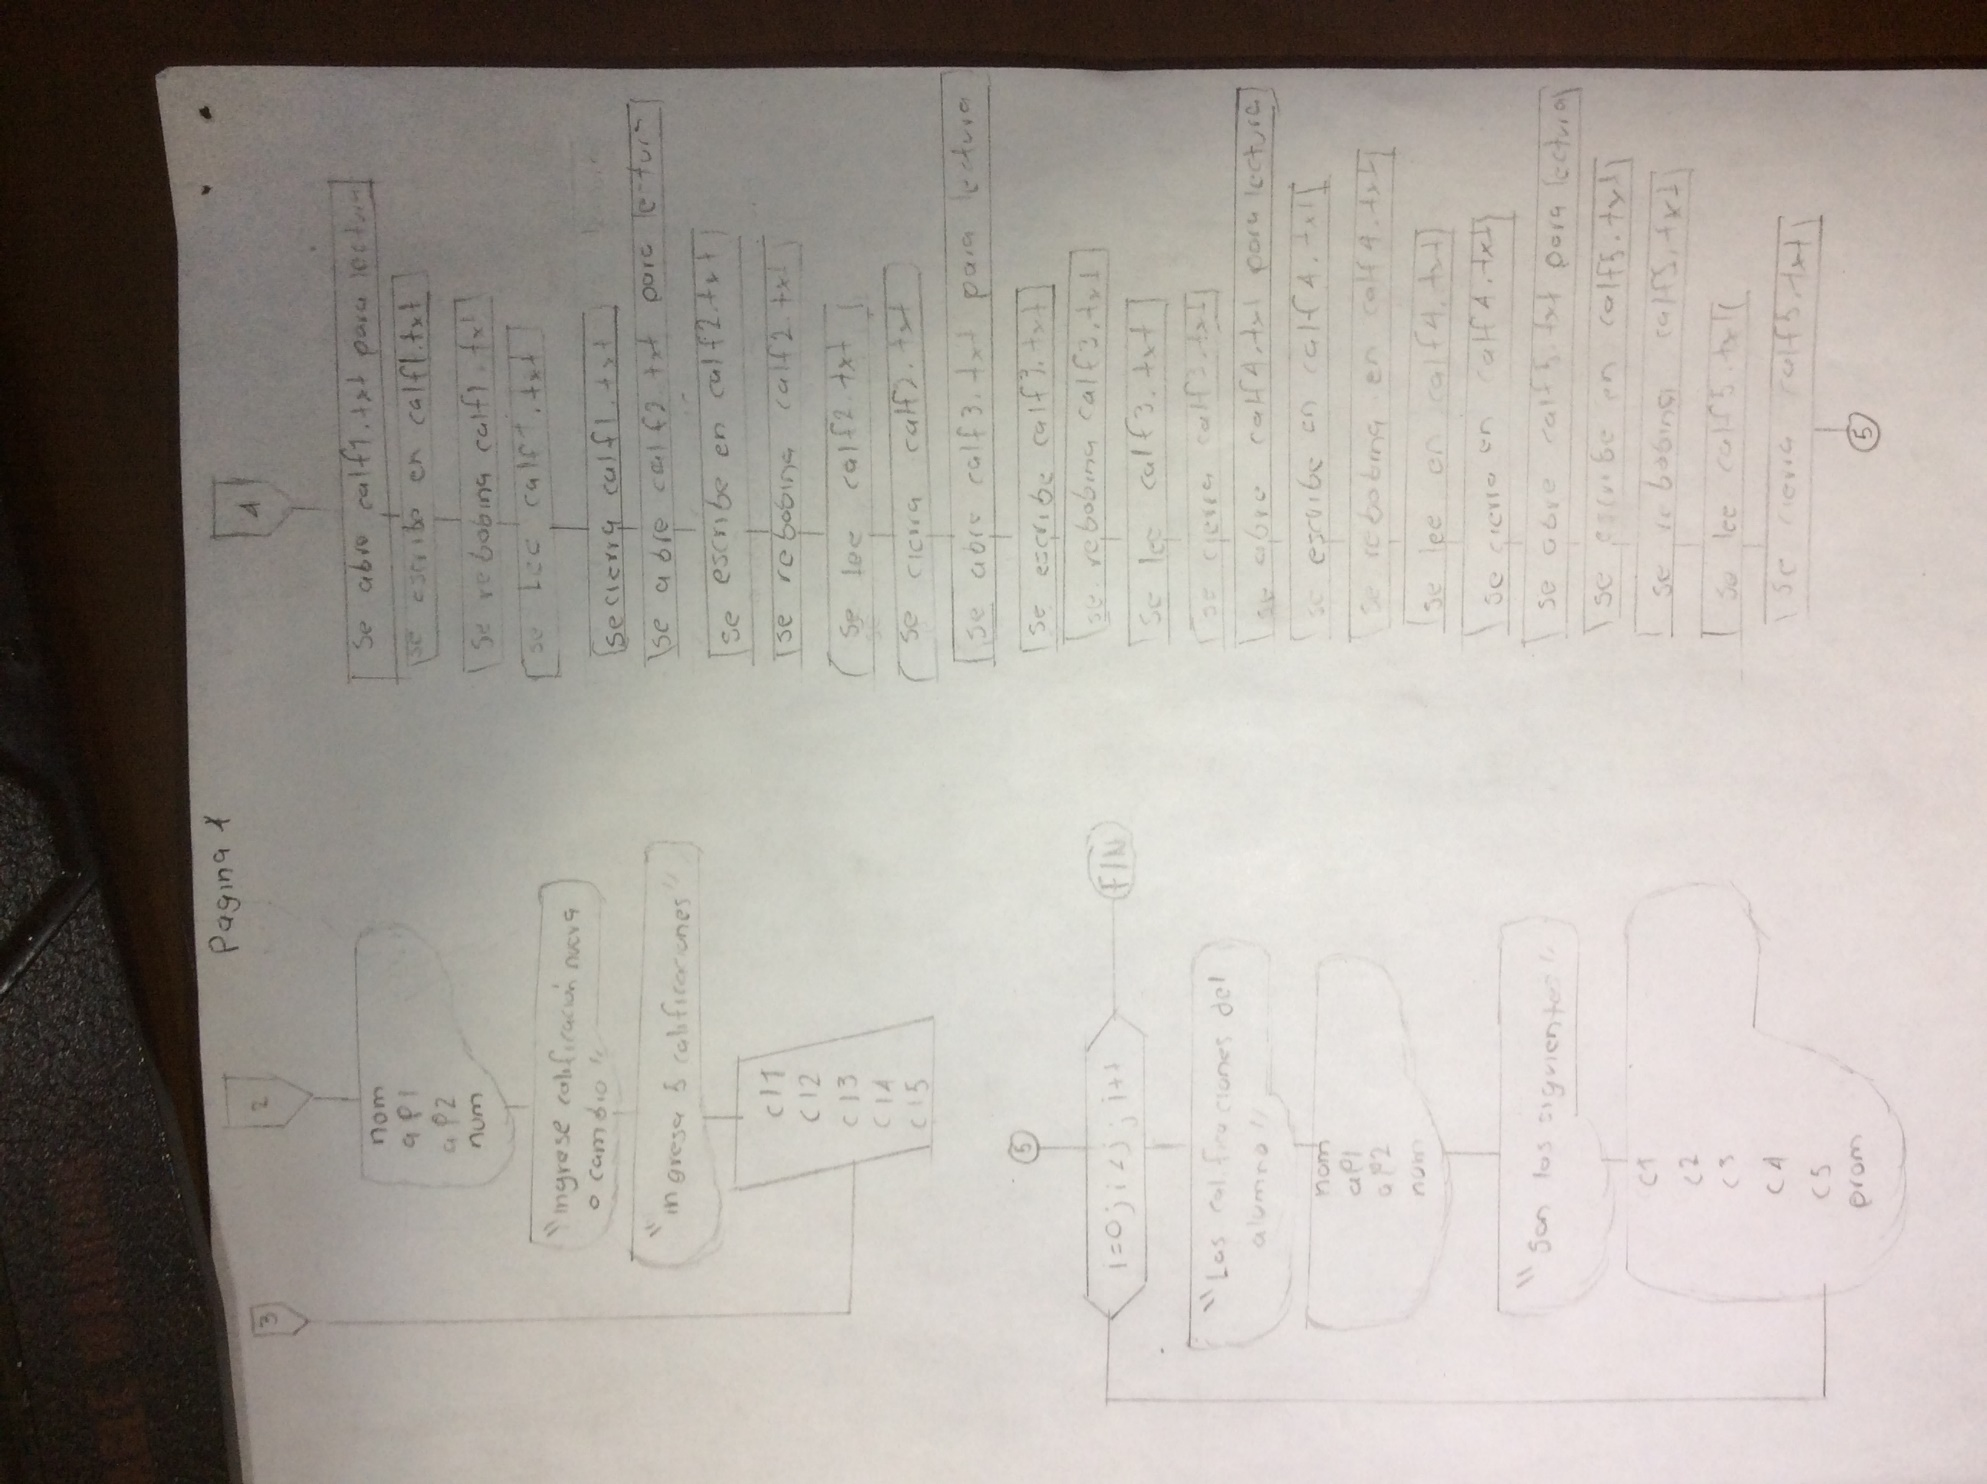 Pagina 1
3
2
nom
ap1
ap2
num
"Ingrese calificación nueva
o cambio"
"ingresa 5 calificaciones"
c11
c12
c13
c14
c15
5
i=0; i<j; i+1
FIN
"Las calificaciones del
alumno"
nom
ap1
ap2
num
"Son las siguientes"
c1
c2
c3
c4
c5
prom
4
Se abre calf1.txt para lectura
se escribe en calf1.txt
Se rebobina calf1.txt
se lee calf1.txt
se cierra calf1.txt
se abre calf2.txt para lectura
se escribe en calf2.txt
se rebobina calf2.txt
se lee calf2.txt
se cierra calf2.txt
se abre calf3.txt para lectura
se escribe calf3.txt
se rebobina calf3.txt
se lee calf3.txt
se cierra calf3.txt
se abre calf4.txt para lectura
se escribe en calf4.txt
se rebobina en calf4.txt
se lee en calf4.txt
se cierra en calf4.txt
se abre calf5.txt para lectura
se escribe en calf5.txt
se rebobina calf5.txt
se lee calf5.txt
se cierra calf5.txt
5